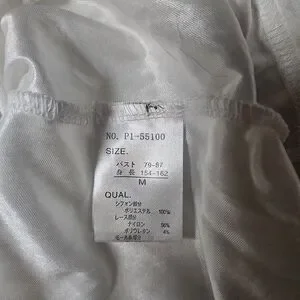 NO. P1-55100
SIZE.
バスト 79-87
身 長 154-162
M
QUAL.
シフォン部分
ポリエステル 100%
レース部分
ナイロン 96%
ポリウレタン 4%